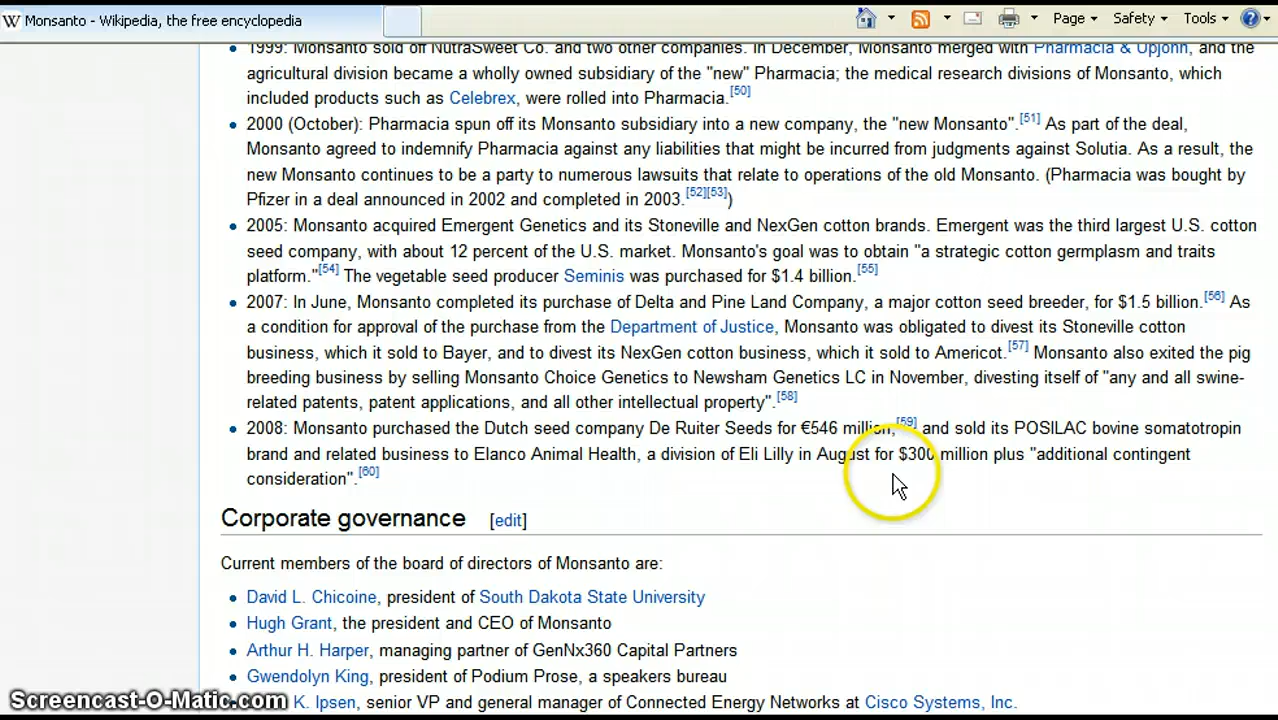 W Monsanto - Wikipedia, the free encyclopedia
Page Safety Tools
1999: Monsanto sold off NutraSweet Co. and two other companies. In December, Monsanto merged with Pharmacia & Upjohn, and the
agricultural division became a wholly owned subsidiary of the "new" Pharmacia; the medical research divisions of Monsanto, which
included products such as Celebrex, were rolled into Pharmacia.[50]
2000 (October): Pharmacia spun off its Monsanto subsidiary into a new company, the "new Monsanto".[51] As part of the deal,
Monsanto agreed to indemnify Pharmacia against any liabilities that might be incurred from judgments against Solutia. As a result, the
new Monsanto continues to be a party to numerous lawsuits that relate to operations of the old Monsanto. (Pharmacia was bought by
Pfizer in a deal announced in 2002 and completed in 2003.[52][53])
2005: Monsanto acquired Emergent Genetics and its Stoneville and NexGen cotton brands. Emergent was the third largest U.S. cotton
seed company, with about 12 percent of the U.S. market. Monsanto's goal was to obtain "a strategic cotton germplasm and traits
platform."[54] The vegetable seed producer Seminis was purchased for $1.4 billion.[55]
2007: In June, Monsanto completed its purchase of Delta and Pine Land Company, a major cotton seed breeder, for $1.5 billion.[56] As
a condition for approval of the purchase from the Department of Justice, Monsanto was obligated to divest its Stoneville cotton
business, which it sold to Bayer, and to divest its NexGen cotton business, which it sold to Americot.[57] Monsanto also exited the pig
breeding business by selling Monsanto Choice Genetics to Newsham Genetics LC in November, divesting itself of "any and all swine-
related patents, patent applications, and all other intellectual property".[58]
2008: Monsanto purchased the Dutch seed company De Ruiter Seeds for €546 million,[59] and sold its POSILAC bovine somatotropin
brand and related business to Elanco Animal Health, a division of Eli Lilly in August for $300 million plus "additional contingent
consideration".[60]
Corporate governance [edit]
Current members of the board of directors of Monsanto are:
David L. Chicoine, president of South Dakota State University
Hugh Grant, the president and CEO of Monsanto
Arthur H. Harper, managing partner of GenNx360 Capital Partners
Gwendolyn King, president of Podium Prose, a speakers bureau
K. Ipsen, senior VP and general manager of Connected Energy Networks at Cisco Systems, Inc.
Screencast-O-Matic.com